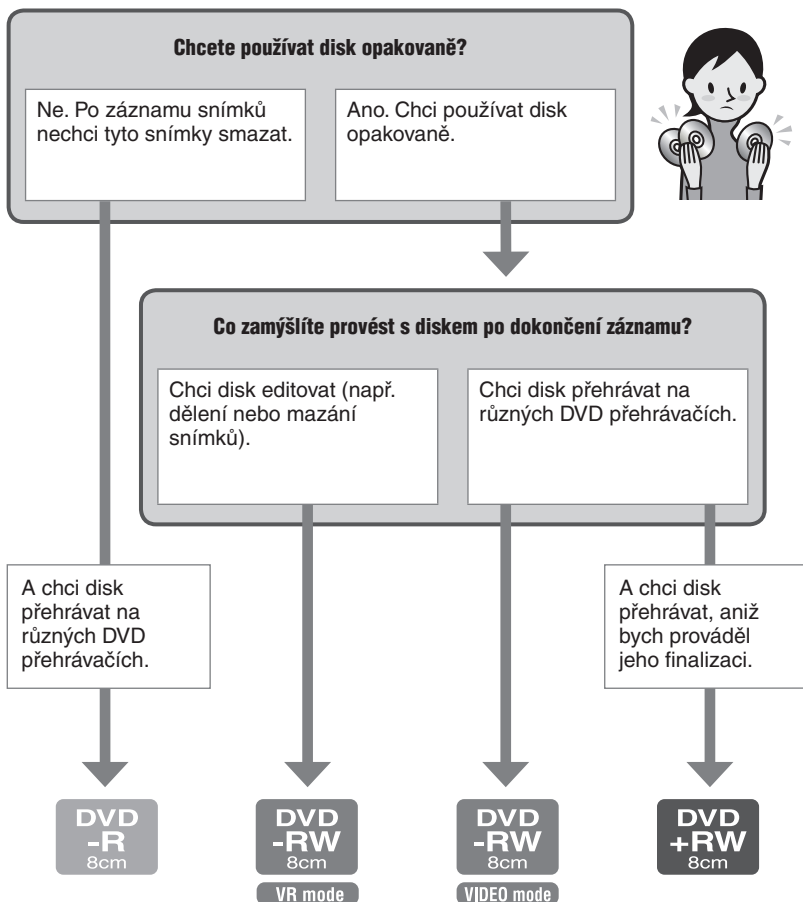 Chcete používat disk opakovaně?
Ne. Po záznamu snímků
nechci tyto snímky smazat.
Ano. Chci používat disk
opakovaně.
Co zamýšlíte provést s diskem po dokončení záznamu?
Chci disk editovat (např.
dělení nebo mazání
snímků).
Chci disk přehrávat na
různých DVD přehrávačích.
A chci disk
přehrávat na
různých DVD
přehrávačích.
A chci disk
přehrávat, aniž
bych prováděl
jeho finalizaci.
DVD
-R
8cm
DVD
-RW
8cm
VR mode
DVD
-RW
8cm
VIDEO mode
DVD
+RW
8cm